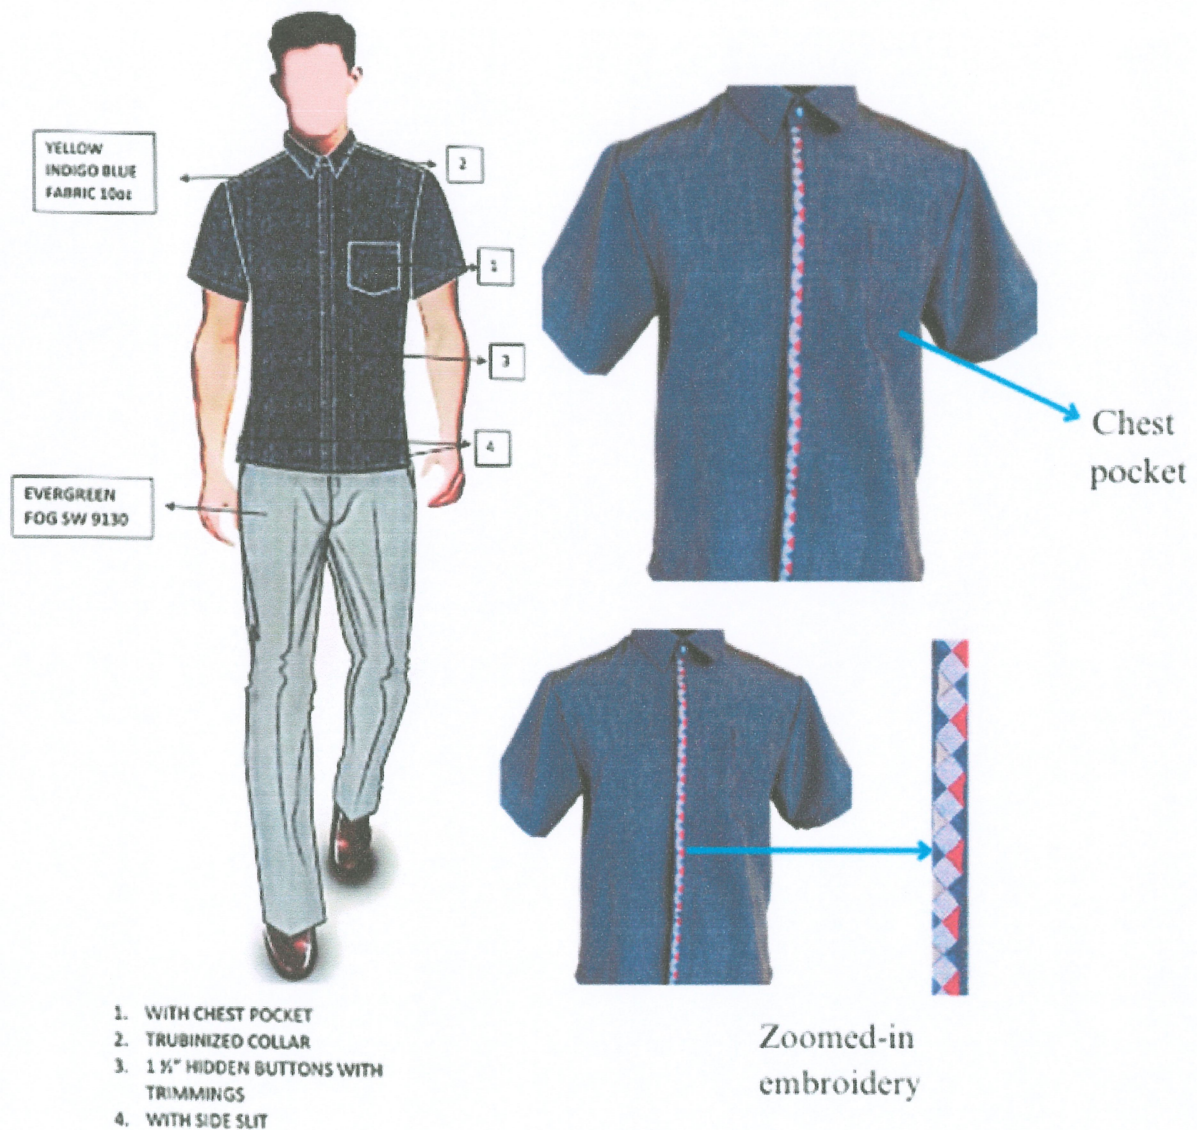 YELLOW
INDIGO BLUE
FABRIC 10oz
2
1
3
4
EVERGREEN
FOG SW 9130
Chest
pocket
1. WITH CHEST POCKET
2. TRUBINIZED COLLAR
3. 1 ½" HIDDEN BUTTONS WITH
TRIMMINGS
4. WITH SIDE SLIT
Zoomed-in
embroidery